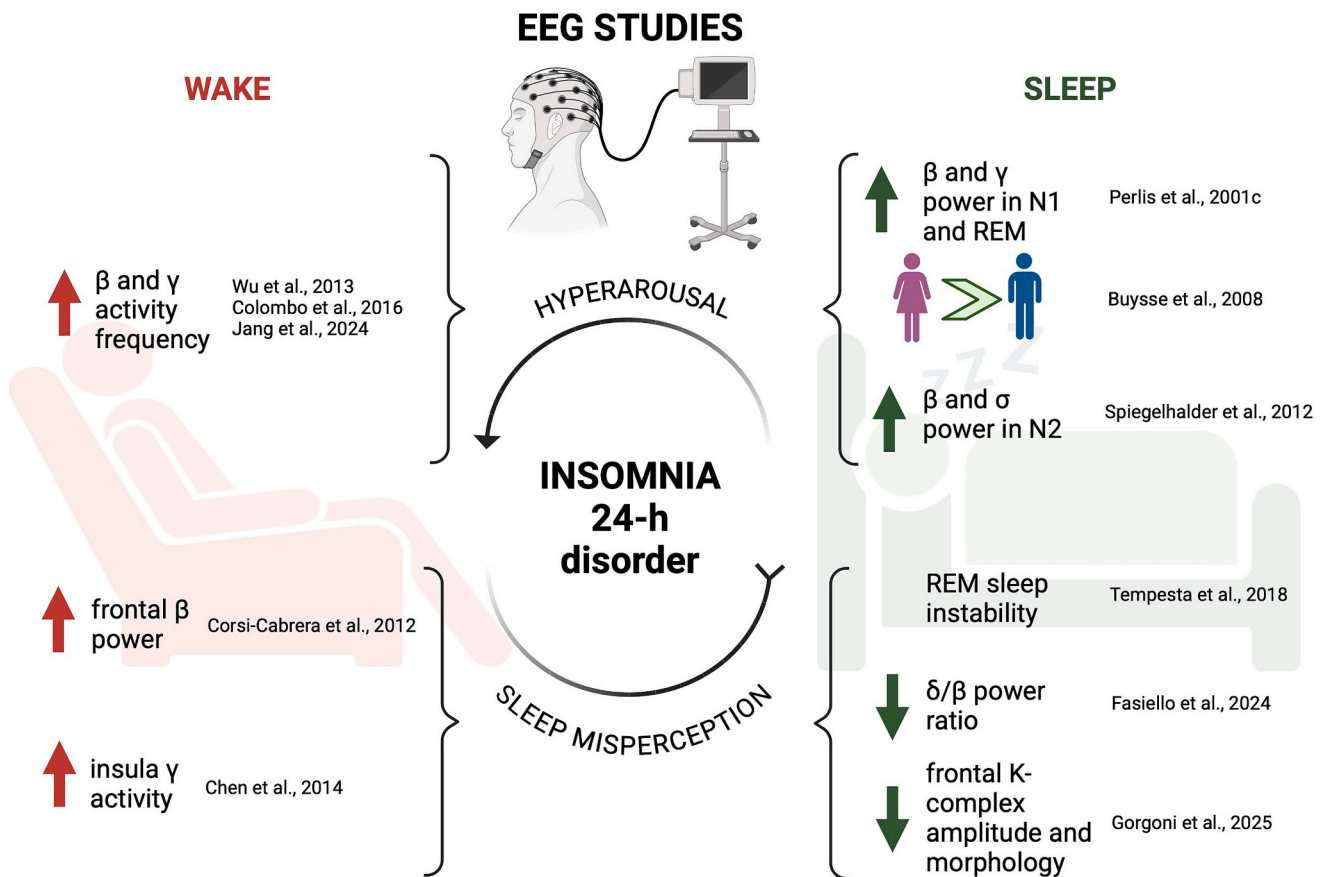 EEG STUDIES
WAKE
SLEEP
β and γ
activity
frequency
Wu et al., 2013
Colombo et al., 2016
Jang et al., 2024
frontal β
power
Corsi-Cabrera et al., 2012
insula γ
activity
Chen et al., 2014
HYPERAROUSAL
INSOMNIA
24-h
disorder
SLEEP MISPERCEPTION
β and γ
power in N1
and REM
Perlis et al., 2001c
Buysse et al., 2008
zZZ
β and σ
power in N2
Spiegelhalder et al., 2012
REM sleep
instability
Tempesta et al., 2018
δ/β power
ratio
Fasiello et al., 2024
frontal K-
complex
amplitude and
morphology
Gorgoni et al., 2025